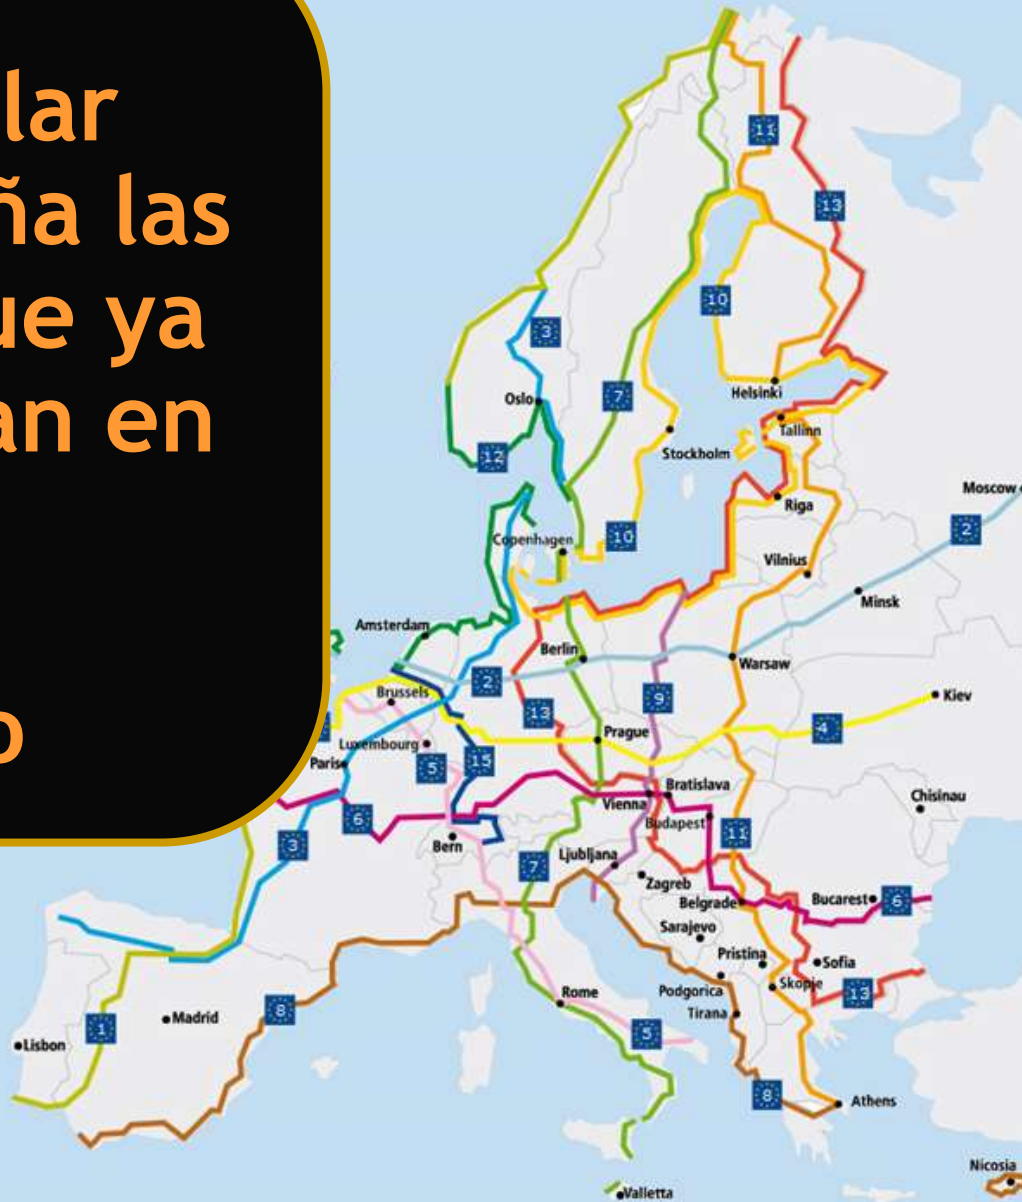 lar
ña las
ue ya
an en
o
11
13
10
3
7
Oslo
Helsinki
12
Tallinn
Stockholm
Moscow
Riga
2
10
Copenhagen
Vilnius
Minsk
Amsterdam
Berlin
Warsaw
2
Brussels
9
Kiev
13
4
Luxembourg
Prague
Paris
5
15
Bratislava
Vienna
Chisinau
6
Budapest
11
3
Bern
Ljubljana
7
Zagreb
Belgrade
Bucarest
6
Sarajevo
Pristina
Sofia
Skopje
Podgorica
13
Rome
8
Madrid
Tirana
1
5
Lisbon
8
Athens
Nicosia
Valletta